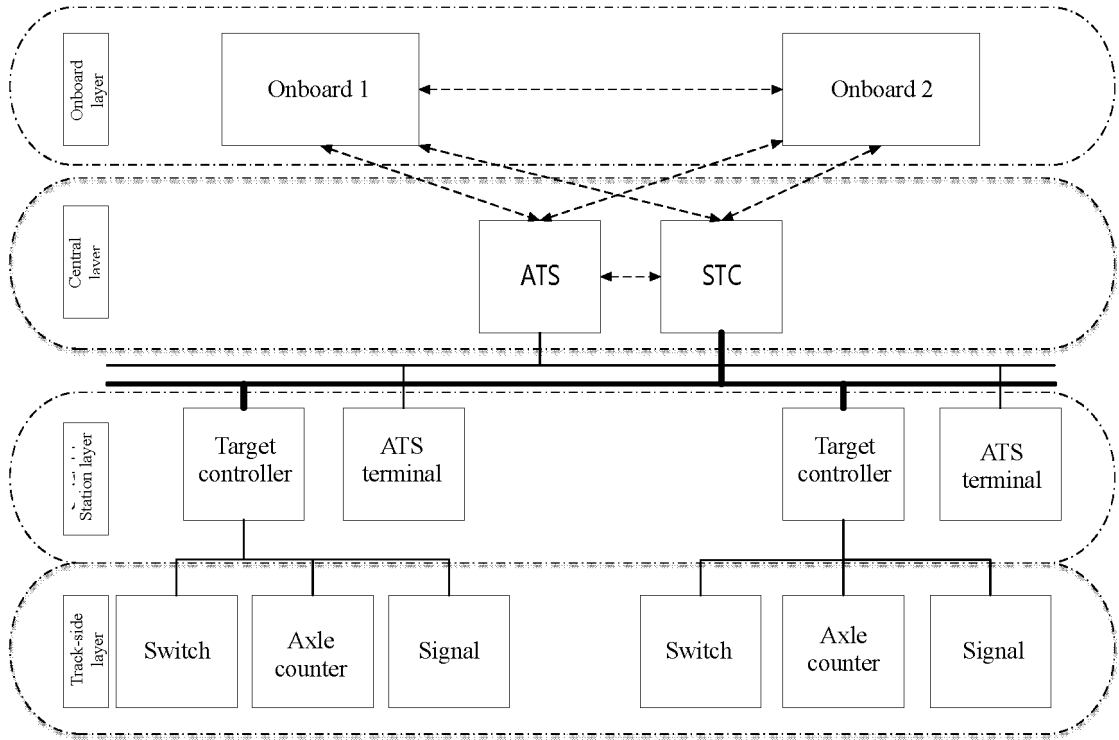 Onboard
layer
Onboard 1
Onboard 2
Central
laver
ATS
STC
Station layer
Target
controller
ATS
terminal
Target
controller
ATS
terminal
Track-side
layer
Switch
Axle
counter
Signal
Switch
Axle
counter
Signal